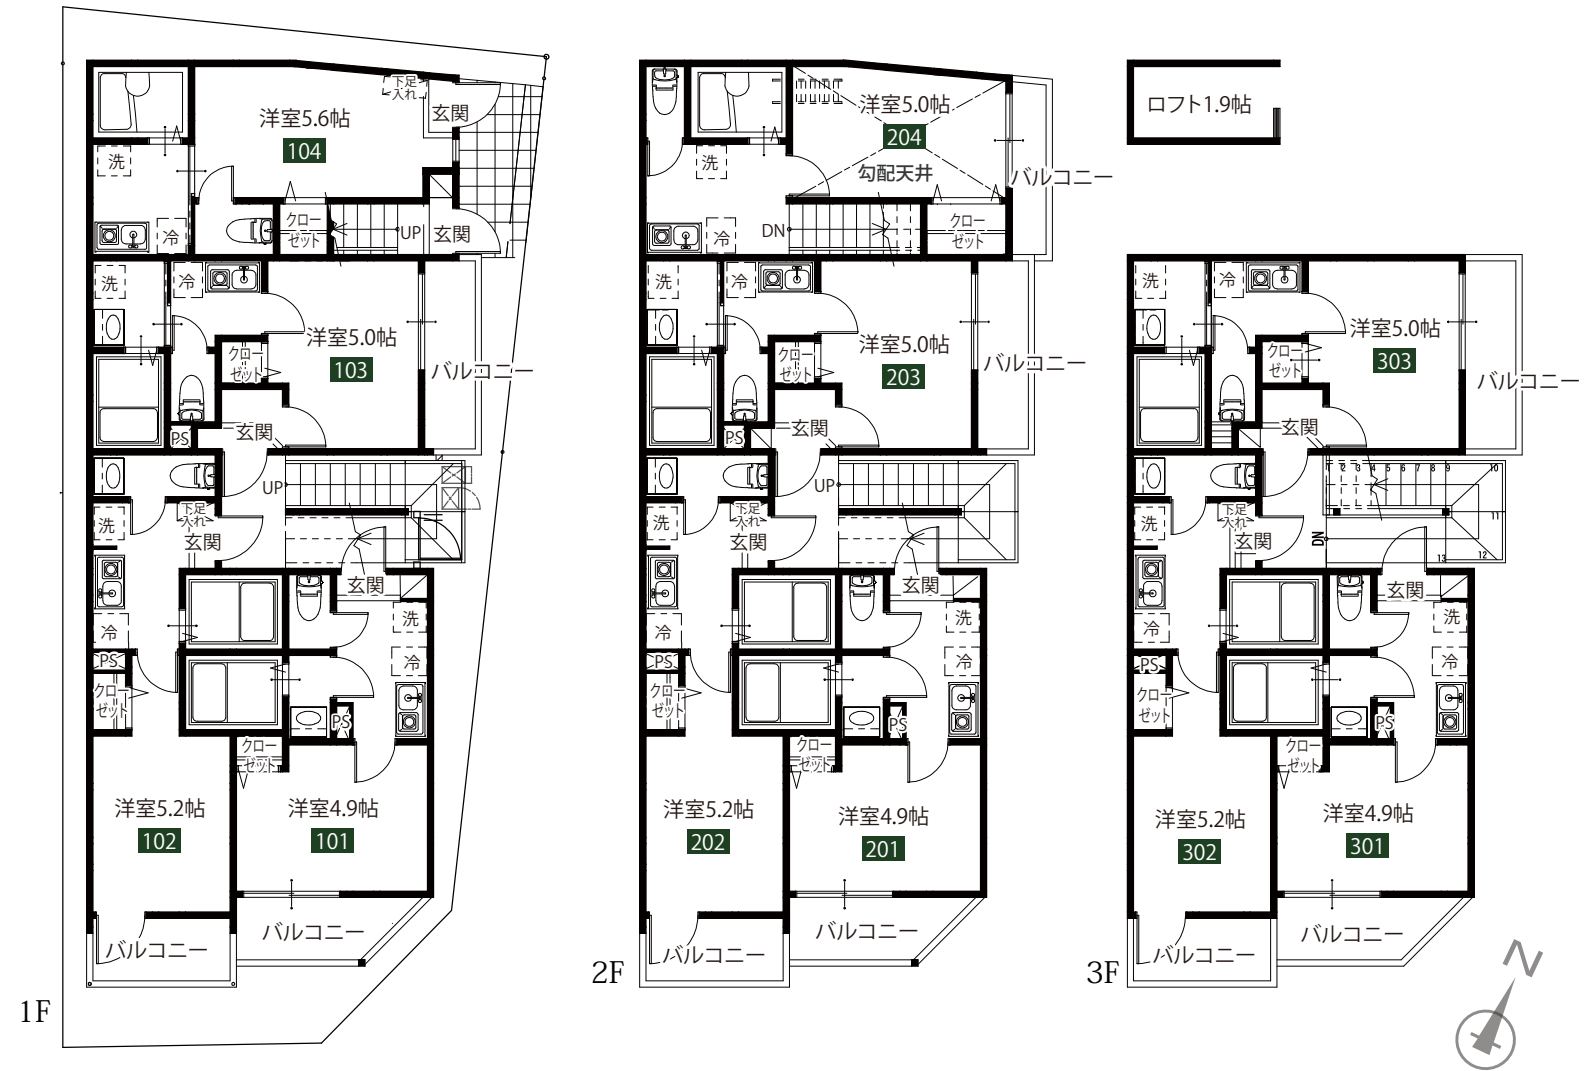 下足
入れ
玄関
洋室5.6帖
104
洗
冷
クロー
ゼット
UP
玄関
洗
冷
洋室5.0帖
103
クロー
ゼット
バルコニー
PS
玄関
UP
洗
下足
入れ
玄関
玄関
冷
洗
冷
PS
クロー
ゼット
PS
クロー
ゼット
洋室5.2帖
102
洋室4.9帖
101
バルコニー
バルコニー
1F
洋室5.0帖
204
勾配天井
洗
バルコニー
冷
DN
クロー
ゼット
洗
冷
洋室5.0帖
203
クロー
ゼット
バルコニー
PS
玄関
UP
洗
下足
入れ
玄関
玄関
冷
洗
冷
PS
クロー
ゼット
PS
クロー
ゼット
洋室5.2帖
202
洋室4.9帖
201
バルコニー
バルコニー
2F
ロフト1.9帖
洗
冷
洋室5.0帖
303
クロー
ゼット
バルコニー
玄関
1 2 3 4 5 6 7 8 9 10
11
12
13
DN
洗
下足
入れ
玄関
玄関
冷
洗
冷
PS
クロー
ゼット
PS
クロー
ゼット
洋室5.2帖
302
洋室4.9帖
301
バルコニー
バルコニー
3F
N